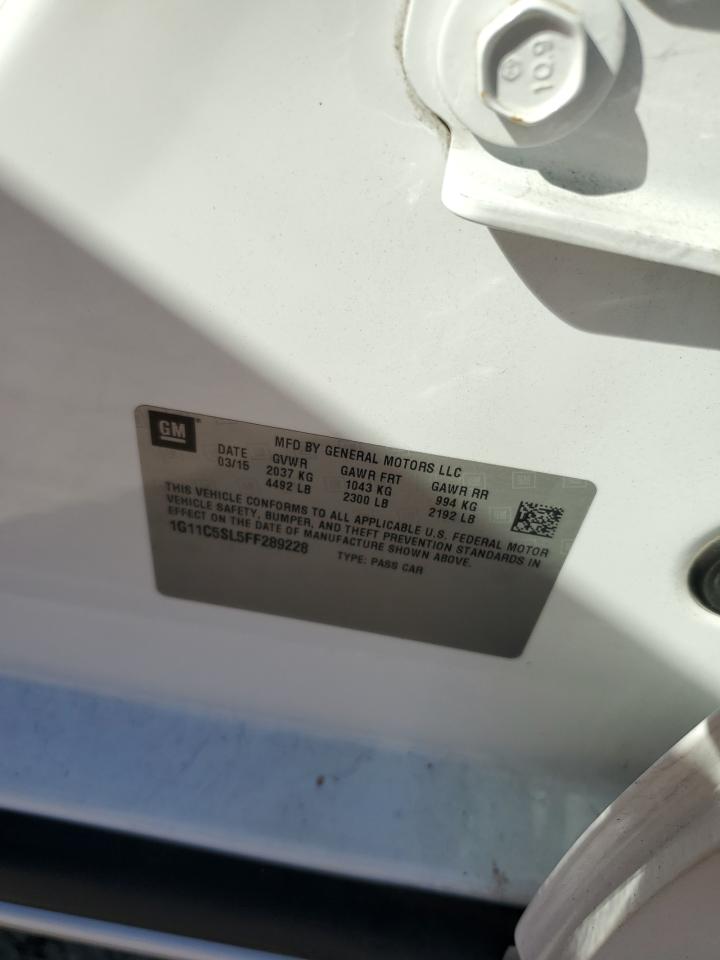 10.9
GM ®
MFD BY GENERAL MOTORS LLC
DATE GVWR GAWR FRT GAWR RR
03/15 2037 KG 1043 KG 994 KG
4492 LB 2300 LB 2192 LB
THIS VEHICLE CONFORMS TO ALL APPLICABLE U.S. FEDERAL MOTOR
VEHICLE SAFETY, BUMPER, AND THEFT PREVENTION STANDARDS IN
EFFECT ON THE DATE OF MANUFACTURE SHOWN ABOVE.
1G11C5SL5FF289228 TYPE: PASS CAR